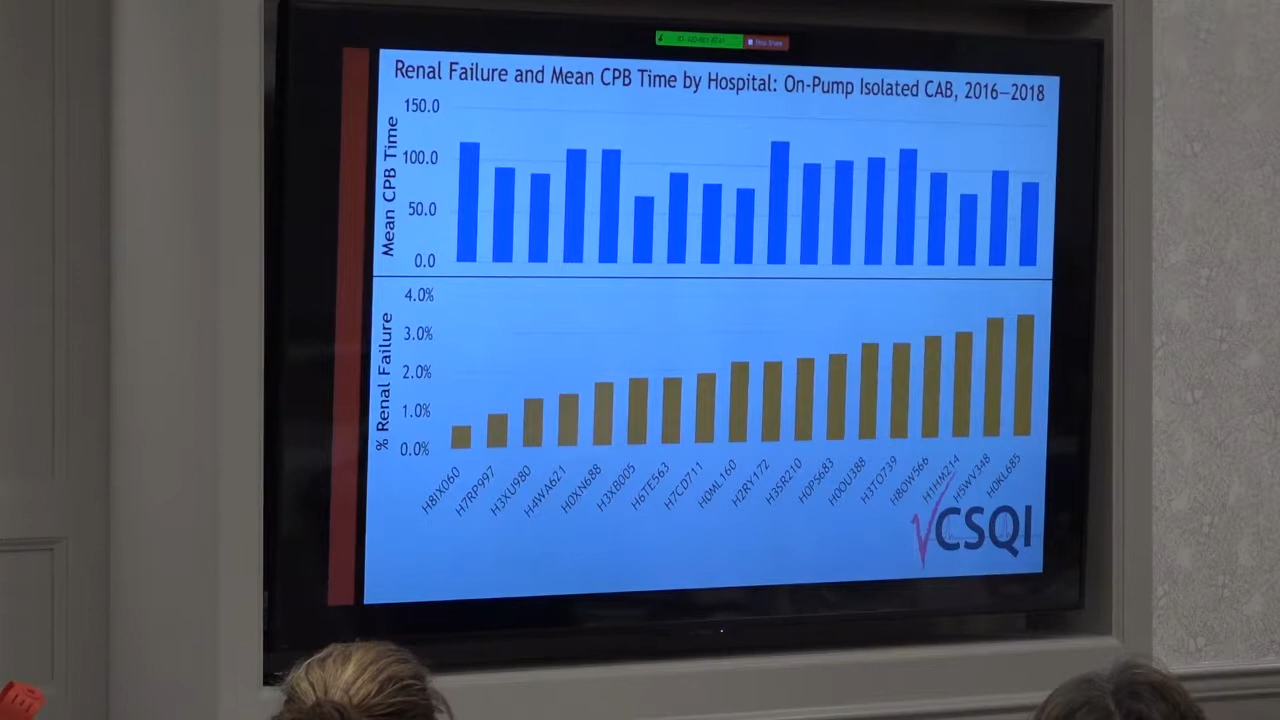 Stop Share
Renal Failure and Mean CPB Time by Hospital: On-Pump Isolated CAB, 2016–2018
Mean CPB Time
150.0
100.0
50.0
0.0
% Renal Failure
4.0%
3.0%
2.0%
1.0%
0.0%
H8IX060
H7RP997
H3XU980
H4WA621
H0XN688
H3XB005
H6TE563
H7CD711
H0ML160
H2RY172
H3SR210
H0PS683
H0OU388
H3TO739
H8OW566
H1HM214
H5WV348
H0KL685
CSQI